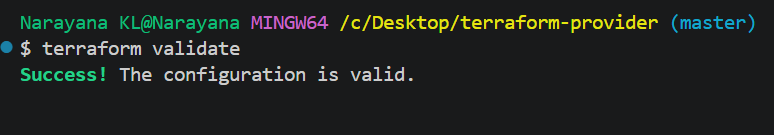 Narayana KL@Narayana MINGW64 /c/Desktop/terraform-provider (master)
$ terraform validate
Success! The configuration is valid.